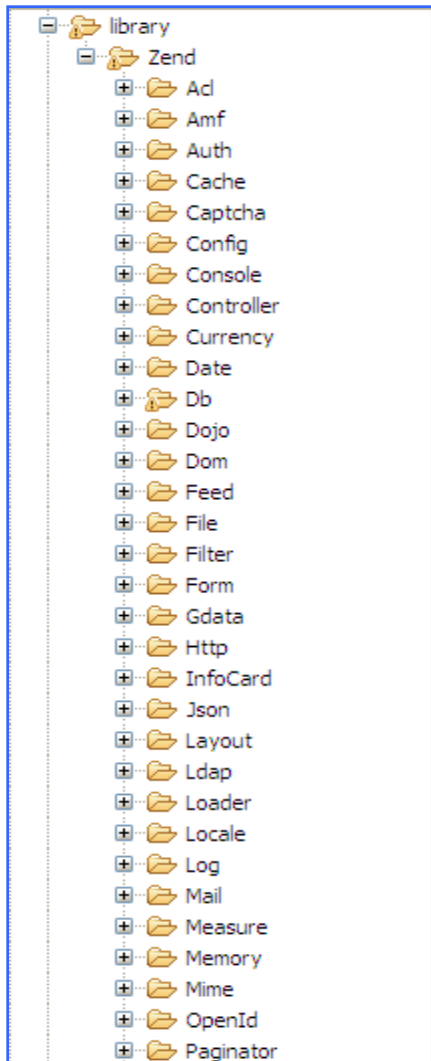 library
Zend
Acl
Amf
Auth
Cache
Captcha
Config
Console
Controller
Currency
Date
Db
Dojo
Dom
Feed
File
Filter
Form
Gdata
Http
InfoCard
Json
Layout
Ldap
Loader
Locale
Log
Mail
Measure
Memory
Mime
OpenId
Paginator